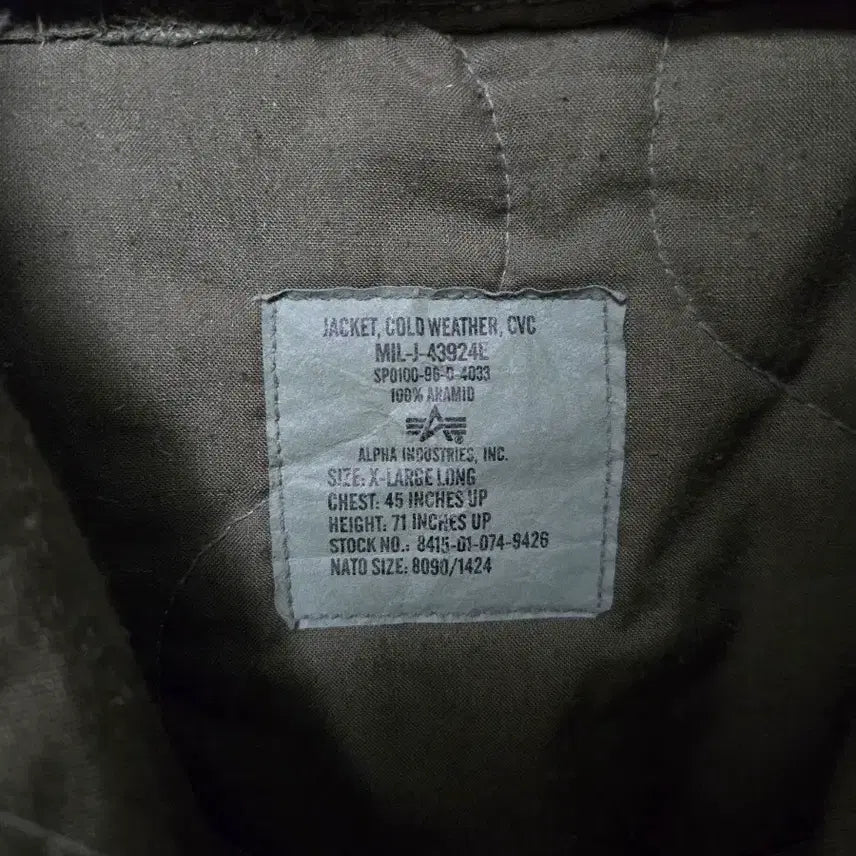 JACKET, COLD WEATHER, CVC
MIL-J-43924E
SP0100-96-D-4033
100% ARAMID
ALPHA INDUSTRIES, INC.
SIZE: X-LARGE LONG
CHEST: 45 INCHES UP
HEIGHT: 71 INCHES UP
STOCK NO.: 8415-01-074-9426
NATO SIZE: 8090/1424